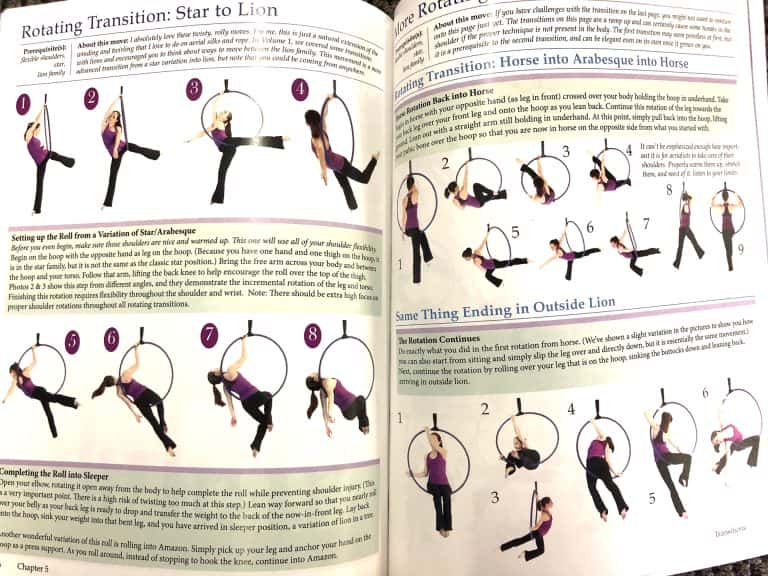 Rotating Transition: Star to Lion
Prerequisite(s):
flexible shoulders,
star,
lion family
About this move: I absolutely love these twisty, rolly moves. For me, this is just a natural extension of the
winding and twisting that I love to do on aerial silks and rope. In Volume 1, we covered some transitions
with lions and encouraged you to think about ways to move between the lion family. This movement is a more
advanced transition from a star variation into lion, but note that you could be coming from anywhere.
1
2
3
4
Setting up the Roll from a Variation of Star/Arabesque
Before you even begin, make sure those shoulders are nice and warmed up. This one will use all of your shoulder flexibility.
Begin on the hoop with the opposite hand as leg on the hoop. (Because you have one hand and one thigh on the hoop, it
is in the star family, but it is not the same as the classic star position.) Bring the free arm across your body and between
the hoop and your torso. Follow that arm, lifting the back knee to help encourage the roll over the top of the thigh.
Photos 2 & 3 show this step from different angles, and they demonstrate the incremental rotation of the leg and torso.
Finishing this rotation requires flexibility throughout the shoulder and wrist. Note: There should be extra high focus on
proper shoulder rotations throughout all rotating transitions.
5
6
7
8
Completing the Roll into Sleeper
Open your elbow, rotating it open away from the body to help complete the roll while preventing shoulder injury. (This
is a very important point. There is a high risk of twisting too much at this step.) Lean way forward so that you nearly roll
over your belly as your back leg is ready to drop and transfer the weight to the back of the now-in-front leg. Lay back
into the hoop, sink your weight into that bent leg, and you have arrived in sleeper position, a variation of lion in a tree.
Another wonderful variation of this roll is rolling into Amazon. Simply pick up your leg and anchor your hand on the
hoop as a press support. As you roll around, instead of stopping to hook the knee, continue into Amazon.
Chapter 5
More Rotating
Prerequisite(s):
shoulders,
lion family
About this move: If you have challenges with the transition on the last page, you might not want to venture
onto this page just yet. The transitions on this page are ramp up and can certainly cause some harms in the
shoulder if the proper technique is not present in the body. The first transition may seem pointless at first, but
it is a prerequisite to the second transition, and can be elegant even on its own once it grows on you.
Rotating Transition: Horse into Arabesque into Horse
Rotation Back into Horse
in horse with your opposite hand (as leg in front) crossed over your body holding the hoop in underhand. Take
back leg over your front leg and onto the hoop as you lean back. Continue this rotation of the leg towards the
ground. Lean out with a straight arm still holding in underhand. At this point, simply pull back into the hoop, lifting
your pubic bone over the hoop so that you are now in horse on the opposite side from what you started with.
1
2
3
4
It can't be emphasized enough how import-
ant it is for aerialists to take care of their
shoulders. Properly warm them up, stretch
them, and most of all, listen to your limits.
5
6
7
8
9
Same Thing Ending in Outside Lion
The Rotation Continues
Do exactly what you did in the first rotation from horse. (We've shown a slight variation in the pictures to show you how
you can also start from sitting and simply slip the leg over and directly down, but it is essentially the same movement.)
Next, continue the rotation by rolling over your leg that is on the hoop, sinking the buttocks down and leaning back,
arriving in outside lion.
1
2
3
4
5
6
Transitions